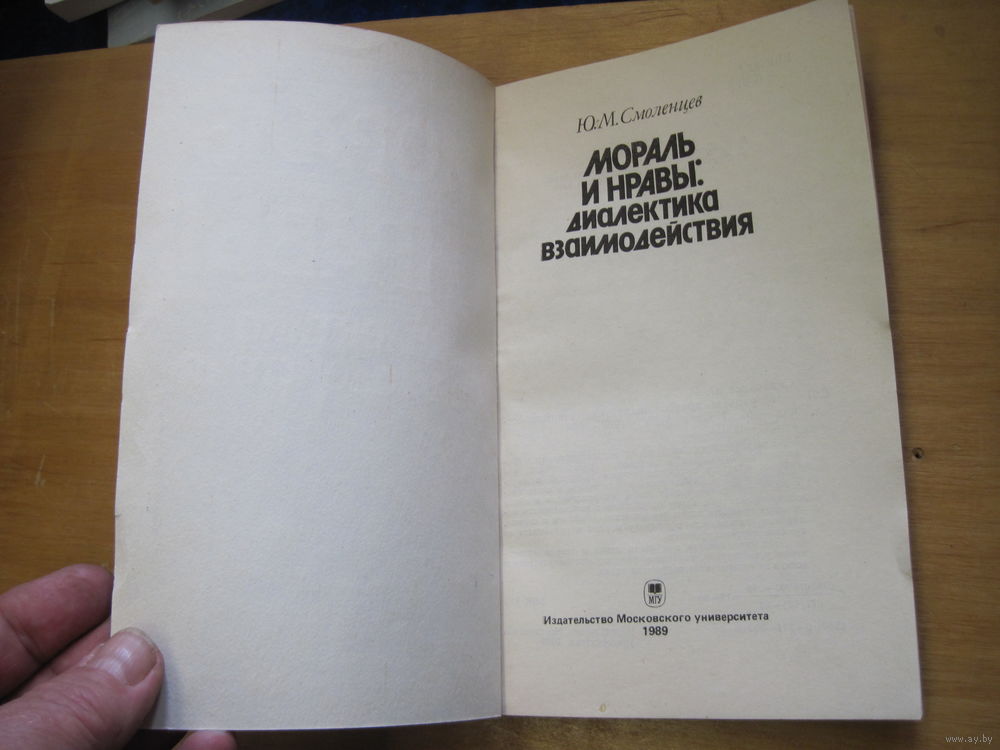 Ю. М. Смоленцев
МОРАЛЬ
И НРАВЫ:
ДИАЛЕКТИКА
ВЗАИМОДЕЙСТВИЯ
МГУ
Издательство Московского университета
1989
www.ay.by